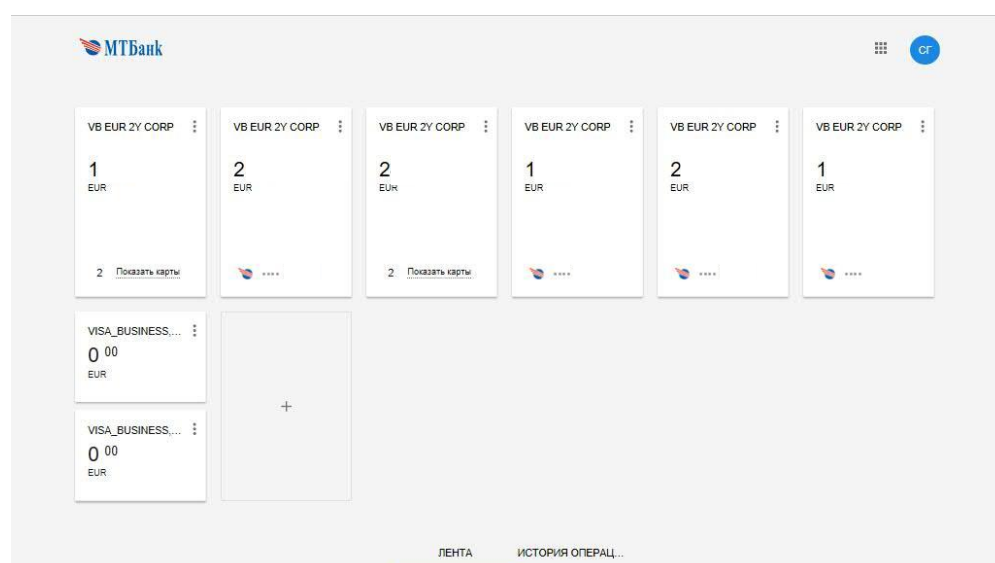 МТБанк
СГ
VB EUR 2Y CORP
1
EUR
2 Показать карты
VB EUR 2Y CORP
2
EUR
VB EUR 2Y CORP
2
EUR
2 Показать карты
VB EUR 2Y CORP
1
EUR
VB EUR 2Y CORP
2
EUR
VB EUR 2Y CORP
1
EUR
VISA_BUSINESS,...
0 00
EUR
+
VISA_BUSINESS,...
0 00
EUR
ЛЕНТА ИСТОРИЯ ОПЕРАЦ...